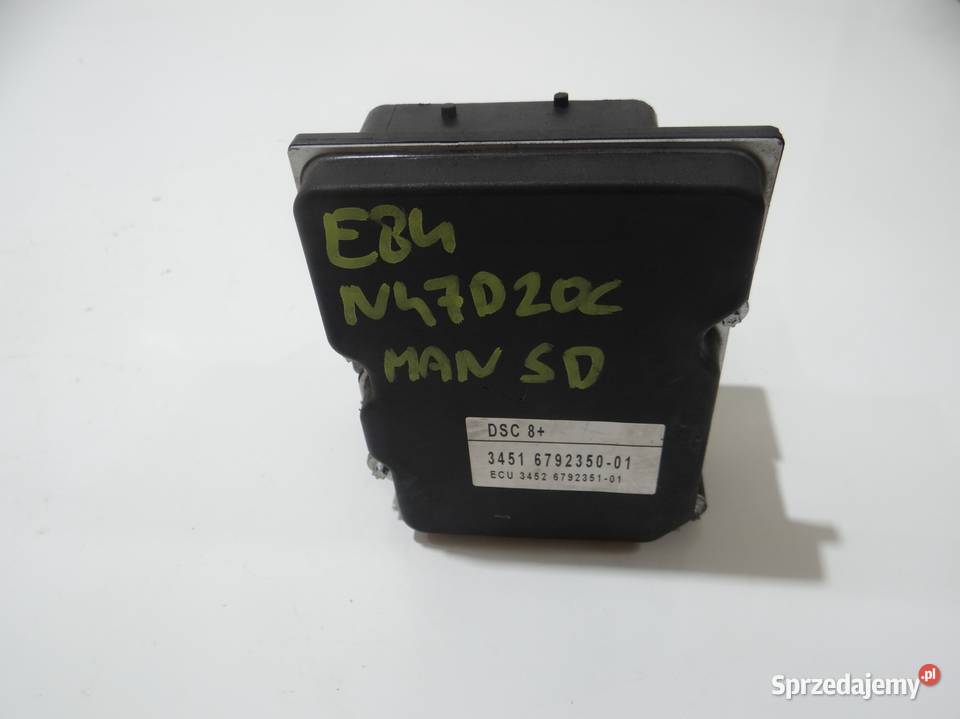 E84
N47D20C
MAN SD
DSC 8+
3451 6792350-01
ECU 3452 6792351-01
Sprzedajemy.pl